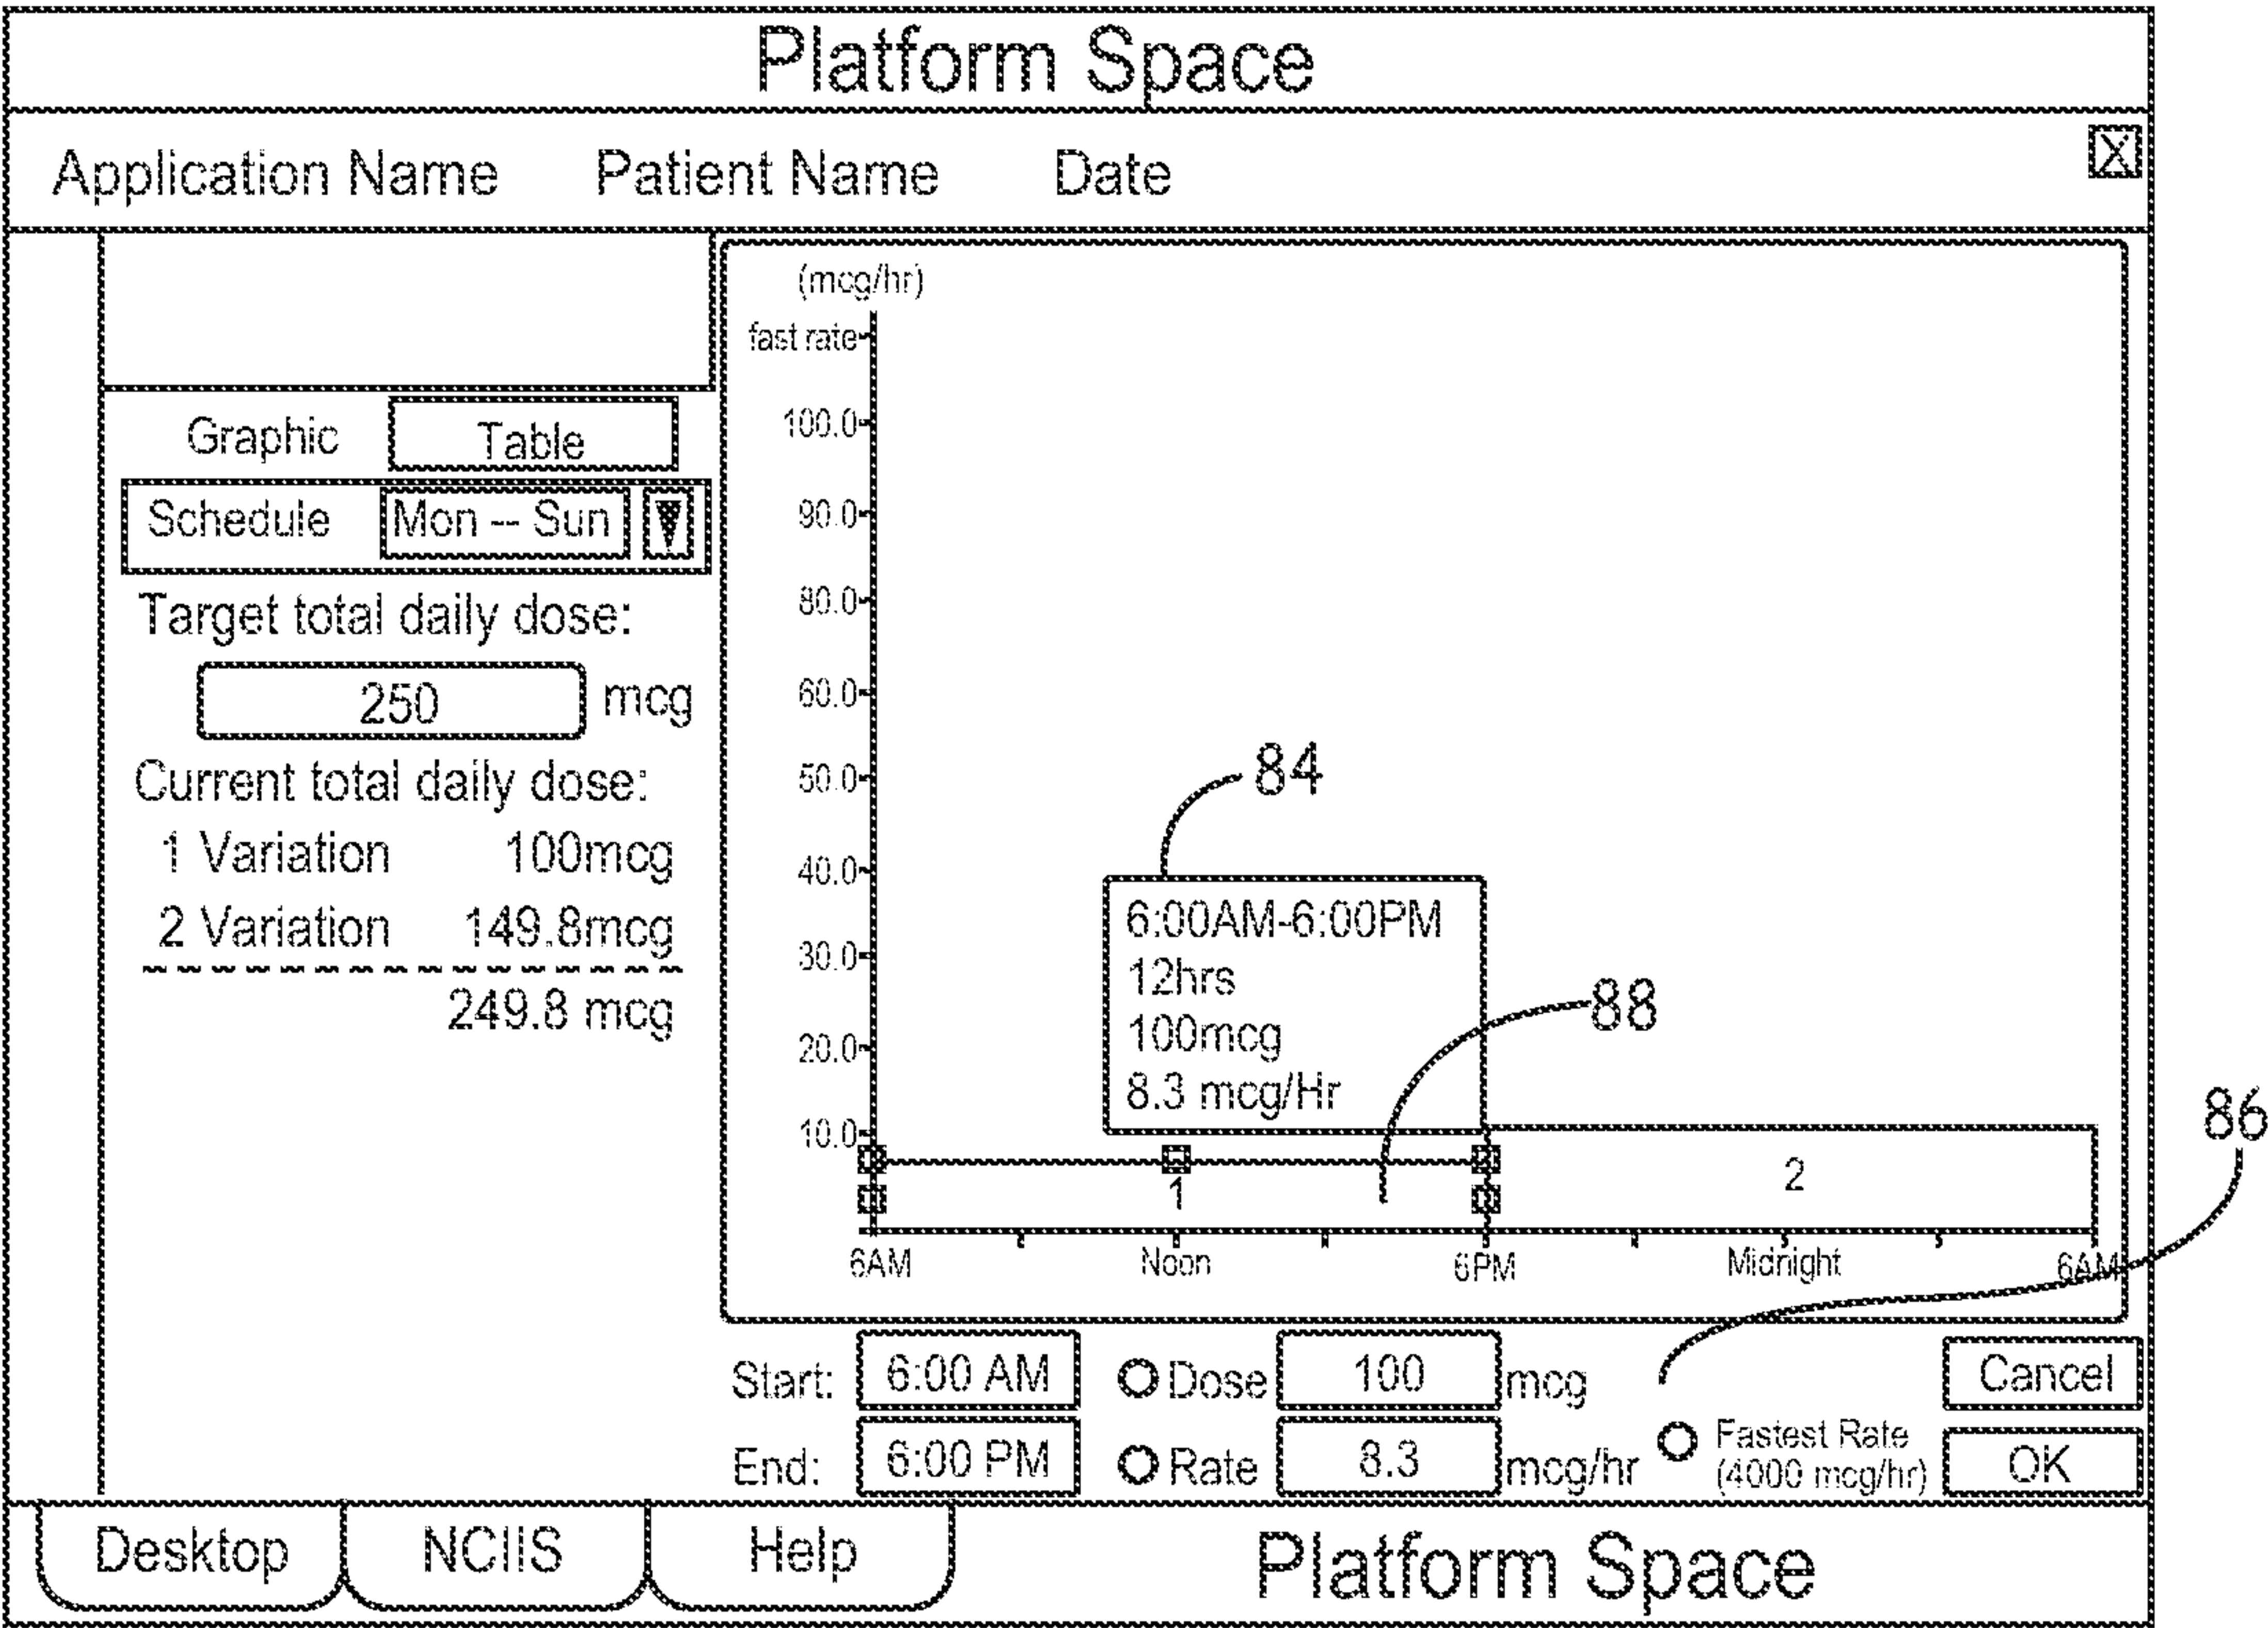 Platform Space
Application Name Patient Name Date X
Graphic Table
Schedule Mon -- Sun
Target total daily dose:
250 mcg
Current total daily dose:
1 Variation 100mcg
2 Variation 149.8mcg
249.8 mcg
(mcg/hr)
fast rate
100.0
90.0
80.0
60.0
50.0
40.0
30.0
20.0
10.0
84
6:00AM-6:00PM
12hrs
100mcg
8.3 mcg/Hr
88
86
1
2
6AM Noon 6PM Midnight 6AM
Start: 6:00 AM Dose 100 mcg Cancel
End: 6:00 PM Rate 8.3 mcg/hr Fastest Rate
(4000 mcg/hr) OK
Desktop NCIIS Help Platform Space